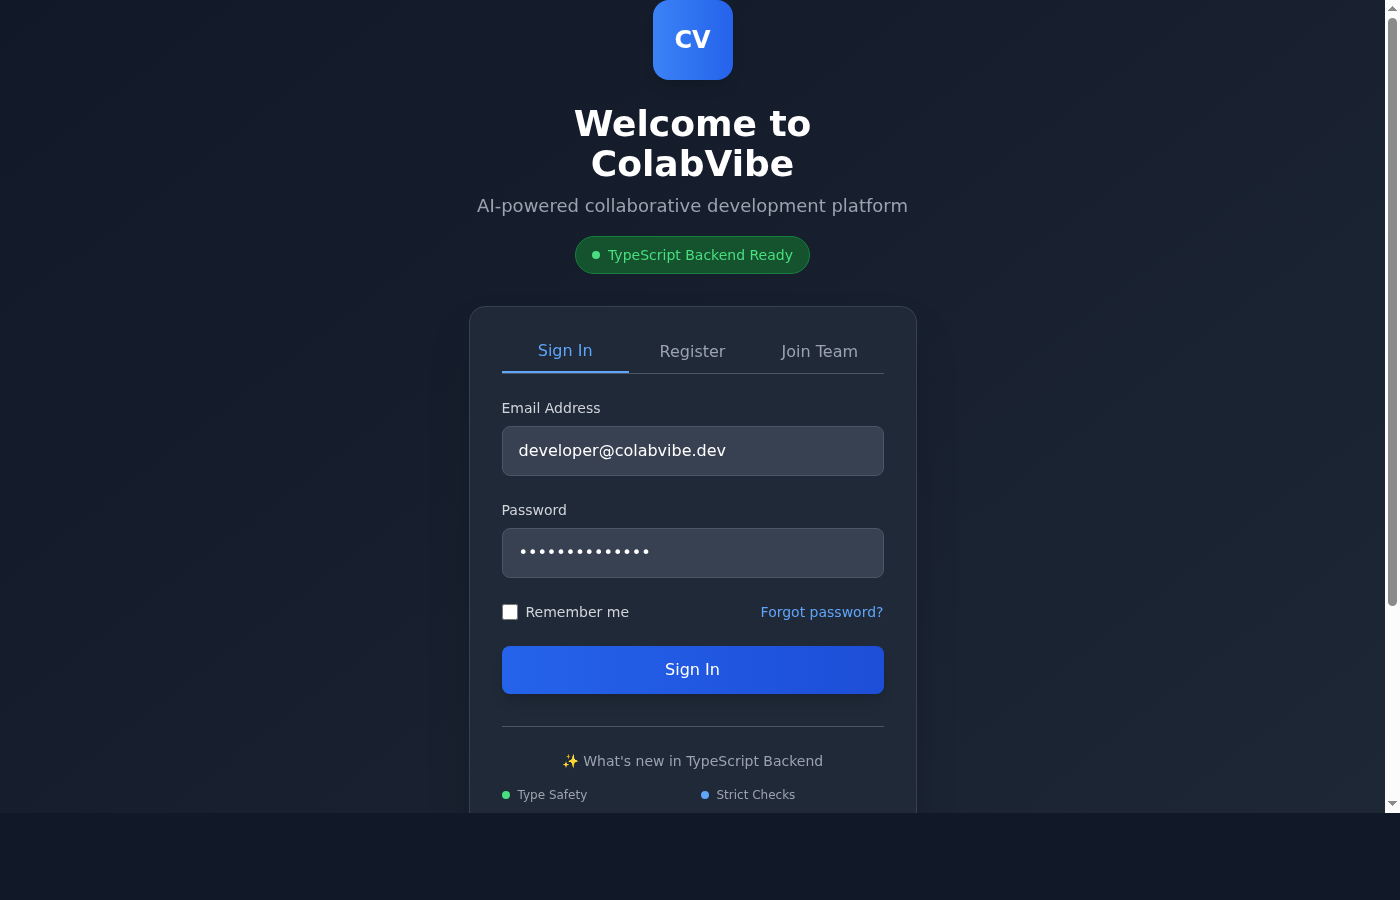 CV
Welcome to
ColabVibe
AI-powered collaborative development platform
TypeScript Backend Ready
Sign In
Register
Join Team
Email Address
developer@colabvibe.dev
Password
••••••••••••••
Remember me
Forgot password?
Sign In
✨ What's new in TypeScript Backend
Type Safety
Strict Checks